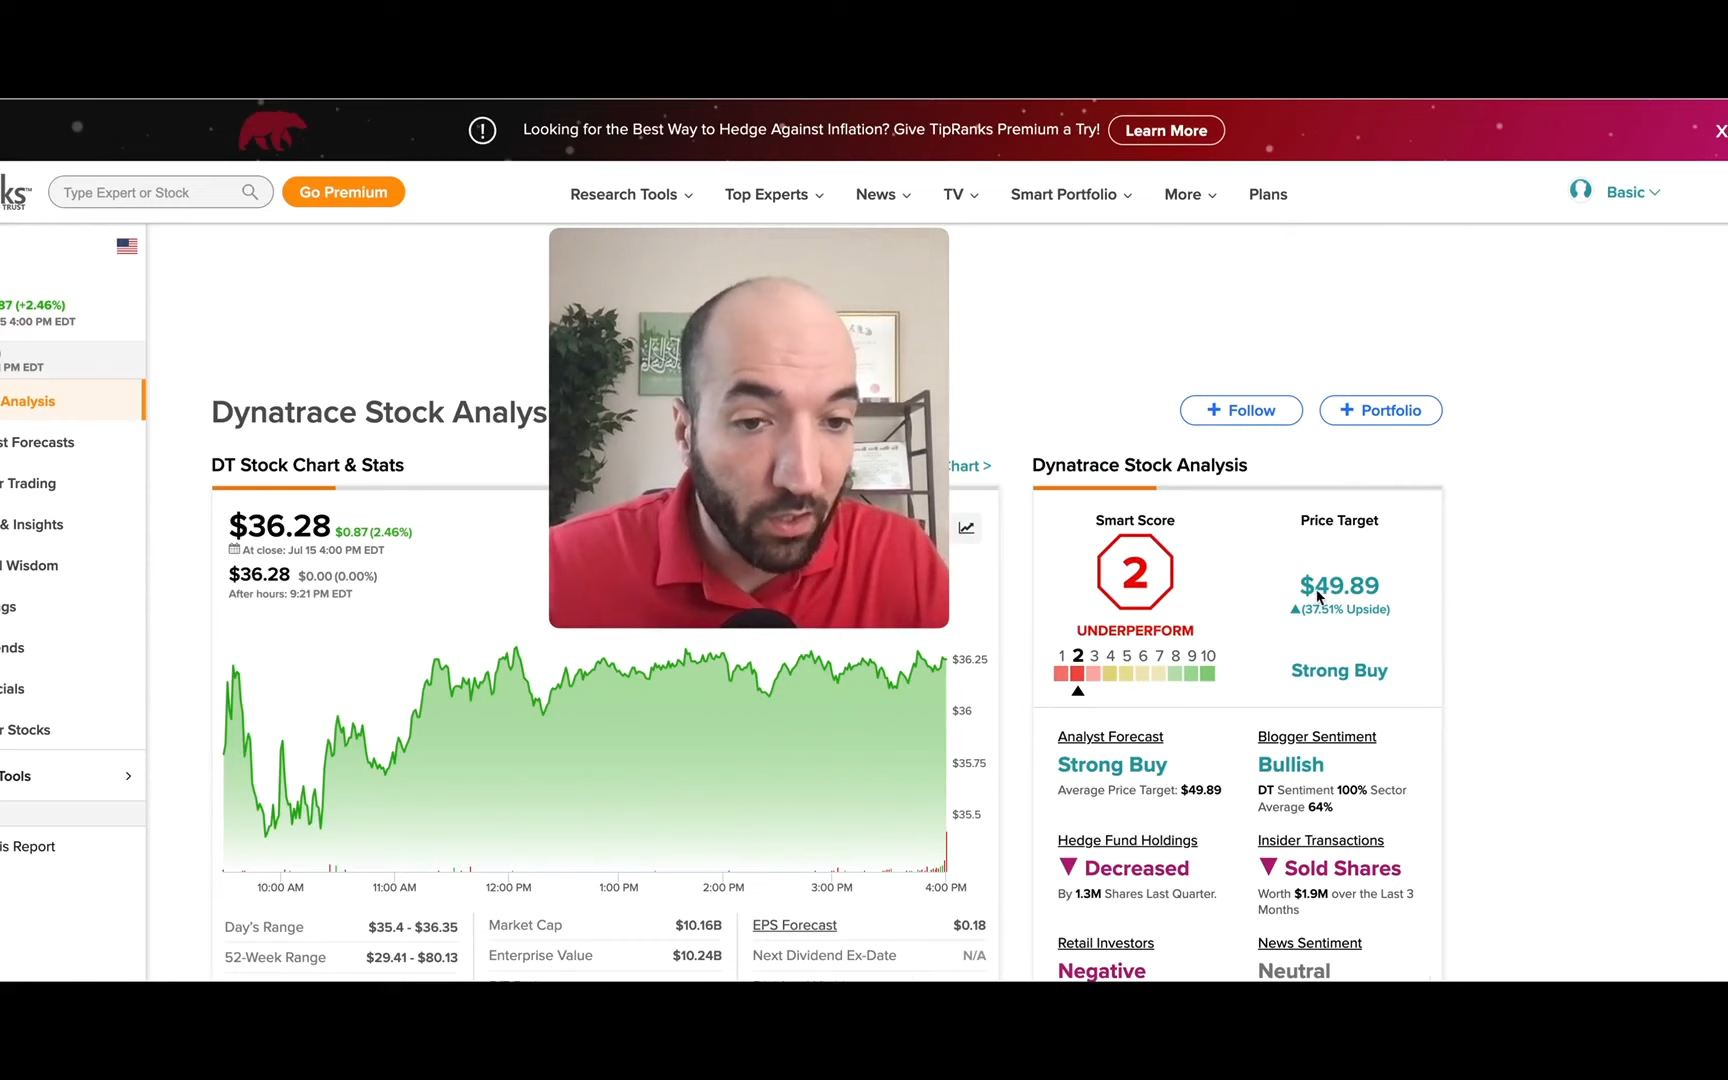 Looking for the Best Way to Hedge Against Inflation? Give TipRanks Premium a Try!
Learn More
X
ks™
TRUST
Type Expert or Stock
Go Premium
Research Tools
Top Experts
News
TV
Smart Portfolio
More
Plans
Basic
87 (+2.46%)
5 4:00 PM EDT
PM EDT
Analysis
st Forecasts
r Trading
& Insights
l Wisdom
gs
nds
cials
r Stocks
Tools
is Report
Dynatrace Stock Analys
+ Follow
+ Portfolio
DT Stock Chart & Stats
hart >
$36.28 $0.87 (2.46%)
At close: Jul 15 4:00 PM EDT
$36.28 $0.00 (0.00%)
After hours: 9:21 PM EDT
$36.25
$36
$35.75
$35.5
10:00 AM 11:00 AM 12:00 PM 1:00 PM 2:00 PM 3:00 PM 4:00 PM
Day's Range $35.4 - $36.35
52-Week Range $29.41 - $80.13
Market Cap $10.16B
Enterprise Value $10.24B
EPS Forecast $0.18
Next Dividend Ex-Date N/A
Dynatrace Stock Analysis
Smart Score
2
UNDERPERFORM
1 2 3 4 5 6 7 8 9 10
Price Target
$49.89
▲(37.51% Upside)
Strong Buy
Analyst Forecast
Strong Buy
Average Price Target: $49.89
Blogger Sentiment
Bullish
DT Sentiment 100% Sector
Average 64%
Hedge Fund Holdings
▼ Decreased
By 1.3M Shares Last Quarter.
Insider Transactions
▼ Sold Shares
Worth $1.9M over the Last 3
Months
Retail Investors
Negative
News Sentiment
Neutral